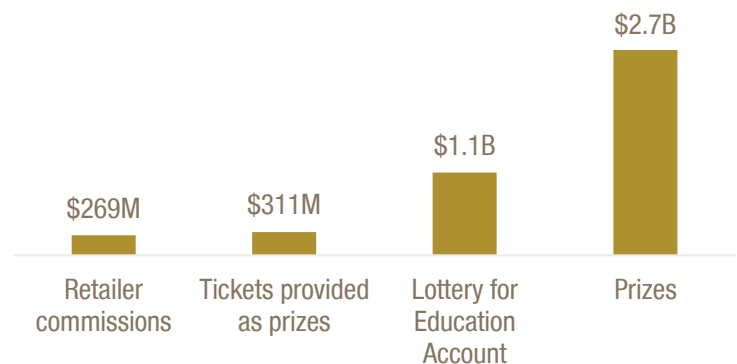 $2.7B
$1.1B
$269M
$311M
Retailer
commissions
Tickets provided
as prizes
Lottery for
Education
Account
Prizes